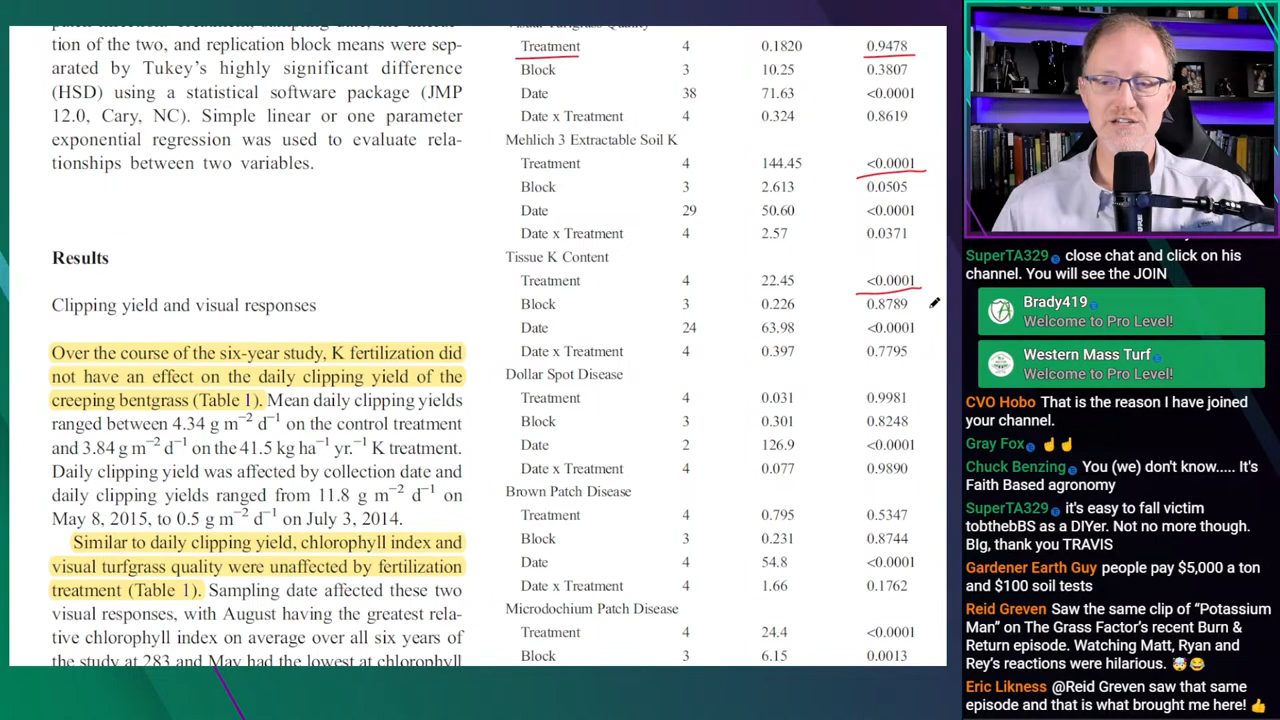 tion of the two, and replication block means were sep-
arated by Tukey's highly significant difference
(HSD) using a statistical software package (JMP
12.0, Cary, NC). Simple linear or one parameter
exponential regression was used to evaluate rela-
tionships between two variables.
Results
Clipping yield and visual responses
Over the course of the six-year study, K fertilization did
not have an effect on the daily clipping yield of the
creeping bentgrass (Table 1). Mean daily clipping yields
ranged between 4.34 g m⁻² d⁻¹ on the control treatment
and 3.84 g m⁻² d⁻¹ on the 41.5 kg ha⁻¹ yr.⁻¹ K treatment.
Daily clipping yield was affected by collection date and
daily clipping yields ranged from 11.8 g m⁻² d⁻¹ on
May 8, 2015, to 0.5 g m⁻² d⁻¹ on July 3, 2014.
Similar to daily clipping yield, chlorophyll index and
visual turfgrass quality were unaffected by fertilization
treatment (Table 1). Sampling date affected these two
visual responses, with August having the greatest rela-
tive chlorophyll index on average over all six years of
the study at 283 and May had the lowest at chlorophyll
Visual Turfgrass Quality
Treatment 4 0.1820 0.9478
Block 3 10.25 0.3807
Date 38 71.63 <0.0001
Date x Treatment 4 0.324 0.8619
Mehlich 3 Extractable Soil K
Treatment 4 144.45 <0.0001
Block 3 2.613 0.0505
Date 29 50.60 <0.0001
Date x Treatment 4 2.57 0.0371
Tissue K Content
Treatment 4 22.45 <0.0001
Block 3 0.226 0.8789
Date 24 63.98 <0.0001
Date x Treatment 4 0.397 0.7795
Dollar Spot Disease
Treatment 4 0.031 0.9981
Block 3 0.301 0.8248
Date 2 126.9 <0.0001
Date x Treatment 4 0.077 0.9890
Brown Patch Disease
Treatment 4 0.795 0.5347
Block 3 0.231 0.8744
Date 4 54.8 <0.0001
Date x Treatment 4 1.66 0.1762
Microdochium Patch Disease
Treatment 4 24.4 <0.0001
Block 3 6.15 0.0013
SuperTA329 close chat and click on his
channel. You will see the JOIN
Brady419
Welcome to Pro Level!
Western Mass Turf
Welcome to Pro Level!
CVO Hobo That is the reason I have joined
your channel.
Gray Fox ☝️☝️
Chuck Benzing You (we) don't know..... It's
Faith Based agronomy
SuperTA329 it's easy to fall victim
tobthebBS as a DIYer. Not no more though.
BIg, thank you TRAVIS
Gardener Earth Guy people pay $5,000 a ton
and $100 soil tests
Reid Greven Saw the same clip of “Potassium
Man” on The Grass Factor’s recent Burn &
Return episode. Watching Matt, Ryan and
Rey’s reactions were hilarious. 🤯😂
Eric Likness @Reid Greven saw that same
episode and that is what brought me here! 👍